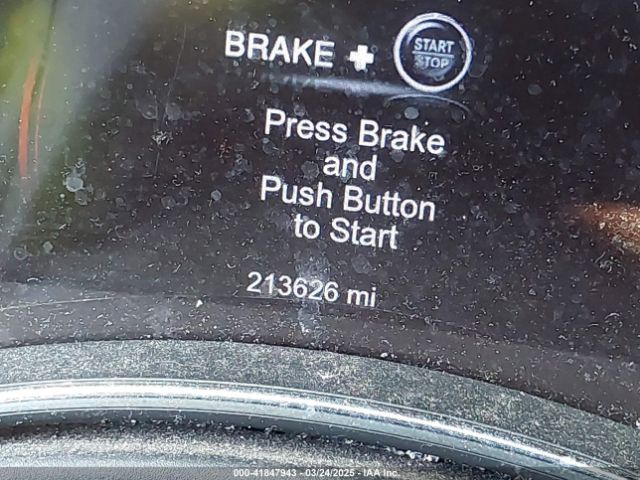 BRAKE + START
STOP
Press Brake
and
Push Button
to Start
213626 mi
000-41847943 - 03/24/2025 - IAA Inc.